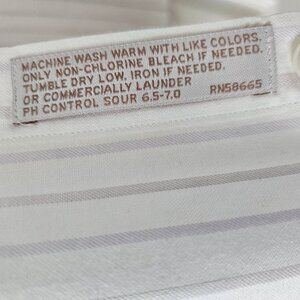 MACHINE WASH WARM WITH LIKE COLORS.
ONLY NON-CHLORINE BLEACH IF NEEDED.
TUMBLE DRY LOW. IRON IF NEEDED.
OR COMMERCIALLY LAUNDER
PH CONTROL SOUR 6.5-7.0 RN58665